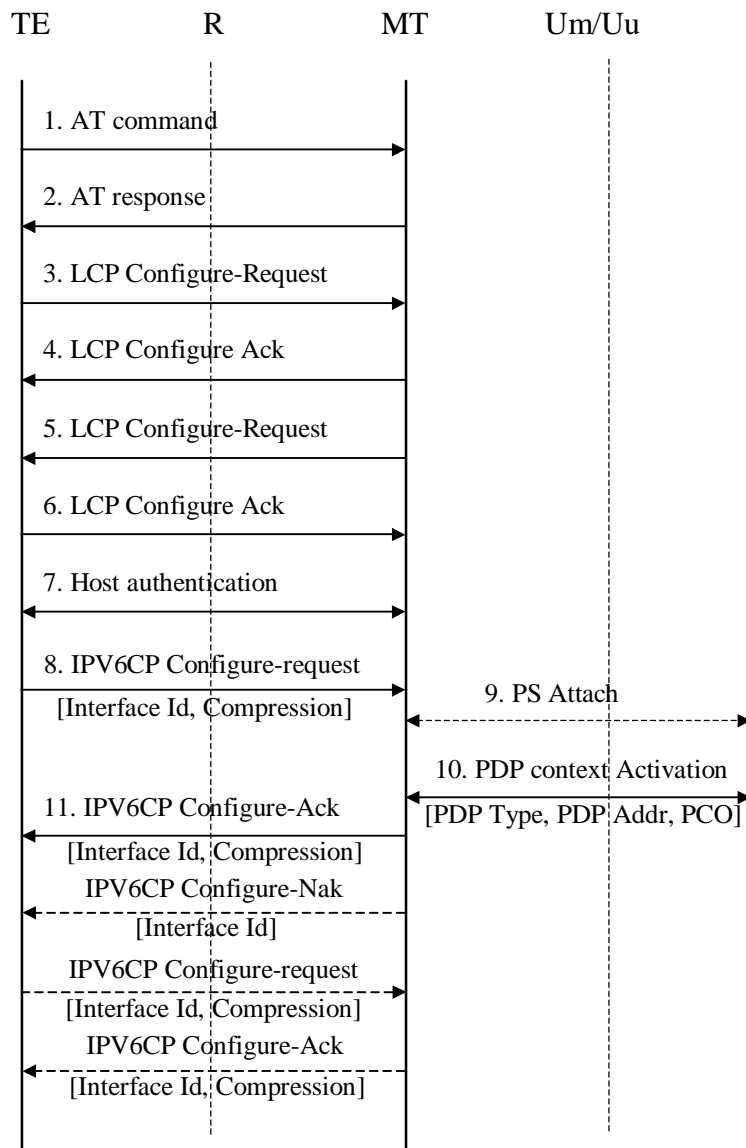 TE R MT Um/Uu
1. AT command
2. AT response
3. LCP Configure-Request
4. LCP Configure Ack
5. LCP Configure-Request
6. LCP Configure Ack
7. Host authentication
8. IPV6CP Configure-request
[Interface Id, Compression]
9. PS Attach
10. PDP context Activation
[PDP Type, PDP Addr, PCO]
11. IPV6CP Configure-Ack
[Interface Id, Compression]
IPV6CP Configure-Nak
[Interface Id]
IPV6CP Configure-request
[Interface Id, Compression]
IPV6CP Configure-Ack
[Interface Id, Compression]